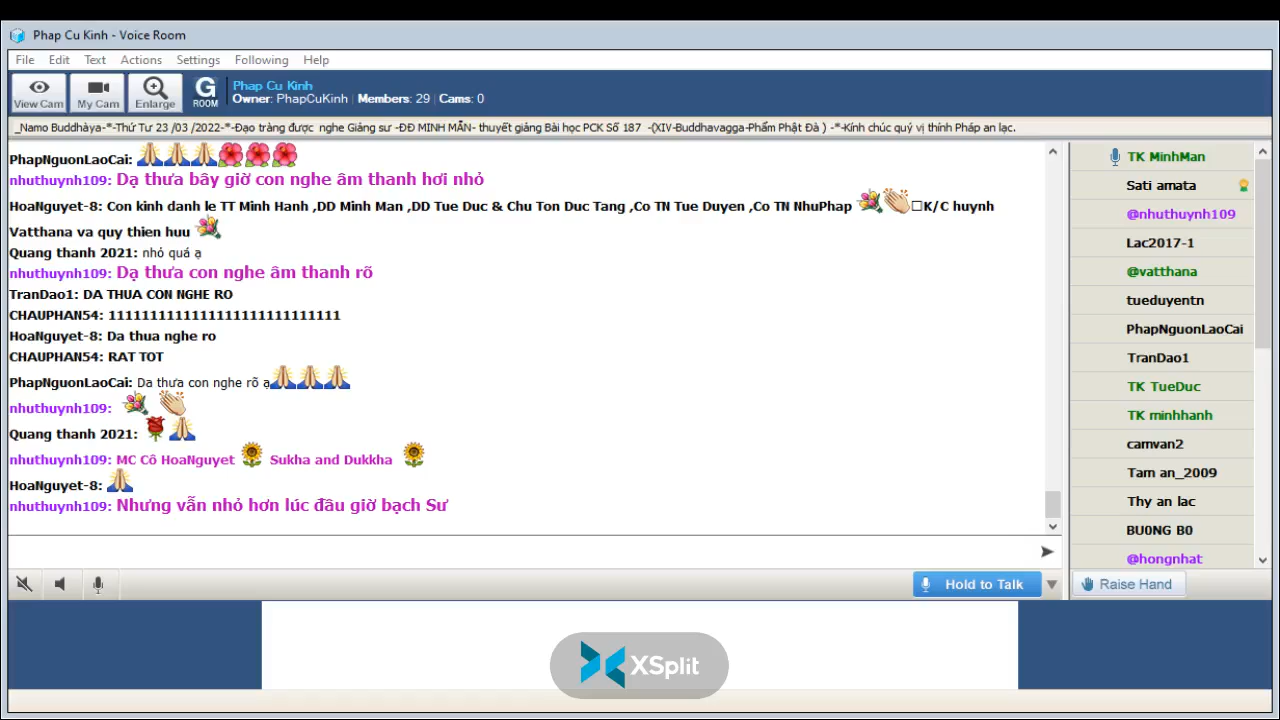 Phap Cu Kinh - Voice Room
File Edit Text Actions Settings Following Help
View Cam My Cam Enlarge G ROOM
Phap Cu Kinh
Owner: PhapCuKinh | Members: 29 | Cams: 0
_Namo Buddhàya-*-Thứ Tư 23 /03 /2022-*-Đạo tràng được nghe Giảng sư -ĐĐ MINH MẪN- thuyết giảng Bài học PCK Số 187 -(XIV-Buddhavagga-Phẩm Phật Đà ) -*-Kính chúc quý vị thính Pháp an lạc.
PhapNguonLaoCai:
nhuthuynh109: Dạ thưa bây giờ con nghe âm thanh hơi nhỏ
HoaNguyet-8: Con kinh danh le TT Minh Hanh ,DD Minh Man ,DD Tue Duc & Chu Ton Duc Tang ,Co TN Tue Duyen ,Co TN NhuPhap K/C huynh
Vatthana va quy thien huu
Quang thanh 2021: nhỏ quá ạ
nhuthuynh109: Dạ thưa con nghe âm thanh rõ
TranDao1: DA THUA CON NGHE RO
CHAUPHAN54: 1111111111111111111111111111
HoaNguyet-8: Da thua nghe ro
CHAUPHAN54: RAT TOT
PhapNguonLaoCai: Da thưa con nghe rõ ạ
nhuthuynh109:
Quang thanh 2021:
nhuthuynh109: MC Cô HoaNguyet Sukha and Dukkha
HoaNguyet-8:
nhuthuynh109: Nhưng vẫn nhỏ hơn lúc đầu giờ bạch Sư
TK MinhMan
Sati amata
@nhuthuynh109
Lac2017-1
@vatthana
tueduyentn
PhapNguonLaoCai
TranDao1
TK TueDuc
TK minhhanh
camvan2
Tam an_2009
Thy an lac
BU0NG B0
@hongnhat
Hold to Talk
Raise Hand
XSplit